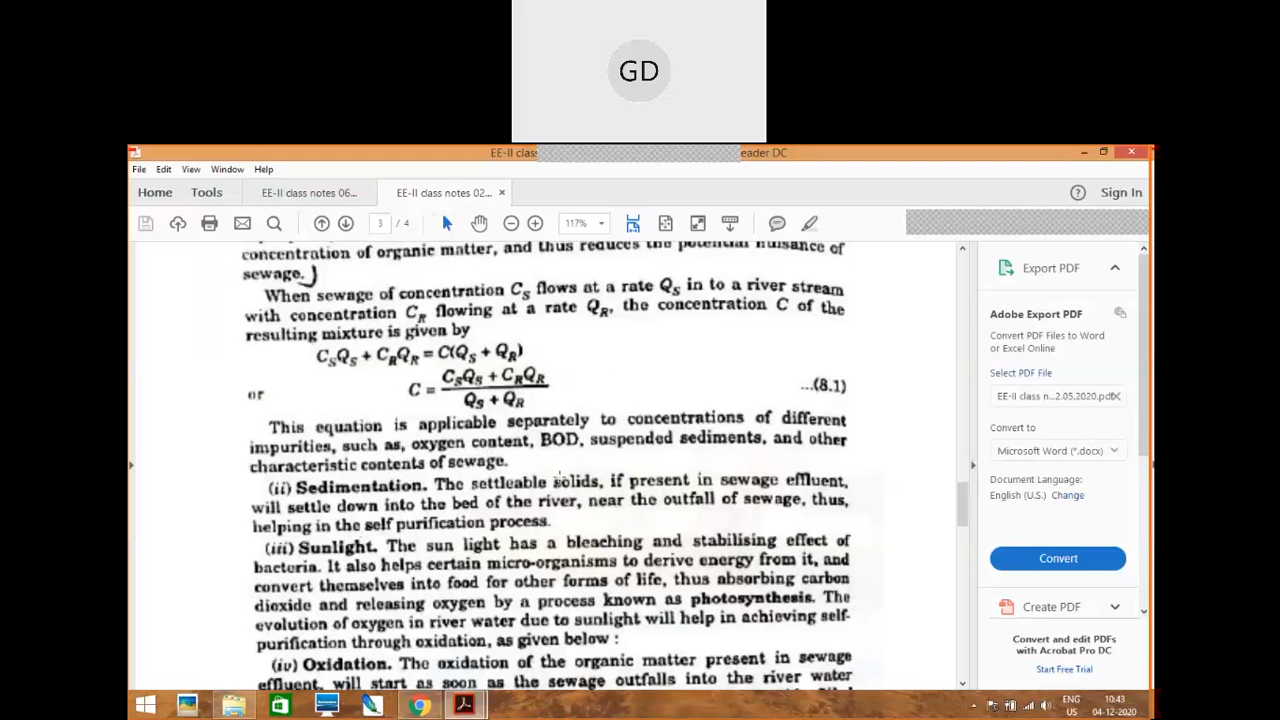 GD
EE-II clas
eader DC
File Edit View Window Help
Home Tools EE-II class notes 06... EE-II class notes 02... ×
Sign In
3 / 4 117%
concentration of organic matter, and thus reduces the potential nuisance of
sewage.)
When sewage of concentration C_S flows at a rate Q_S in to a river stream
with concentration C_R flowing at a rate Q_R, the concentration C of the
resulting mixture is given by
C_SQ_S + C_RQ_R = C(Q_S + Q_R)
or C = (C_SQ_S + C_RQ_R) / (Q_S + Q_R) ...(8.1)
This equation is applicable separately to concentrations of different
impurities, such as, oxygen content, BOD, suspended sediments, and other
characteristic contents of sewage.
(ii) Sedimentation. The settleable solids, if present in sewage effluent,
will settle down into the bed of the river, near the outfall of sewage, thus,
helping in the self purification process.
(iii) Sunlight. The sun light has a bleaching and stabilising effect of
bacteria. It also helps certain micro-organisms to derive energy from it, and
convert themselves into food for other forms of life, thus absorbing carbon
dioxide and releasing oxygen by a process known as photosynthesis. The
evolution of oxygen in river water due to sunlight will help in achieving self-
purification through oxidation, as given below :
(iv) Oxidation. The oxidation of the organic matter present in sewage
effluent, will start as soon as the sewage outfalls into the river water
Export PDF
Adobe Export PDF
Convert PDF Files to Word
or Excel Online
Select PDF File
EE-II class n...2.05.2020.pdf
Convert to
Microsoft Word (*.docx)
Document Language:
English (U.S.) Change
Convert
Create PDF
Convert and edit PDFs
with Acrobat Pro DC
Start Free Trial
ENG
US
10:43
04-12-2020